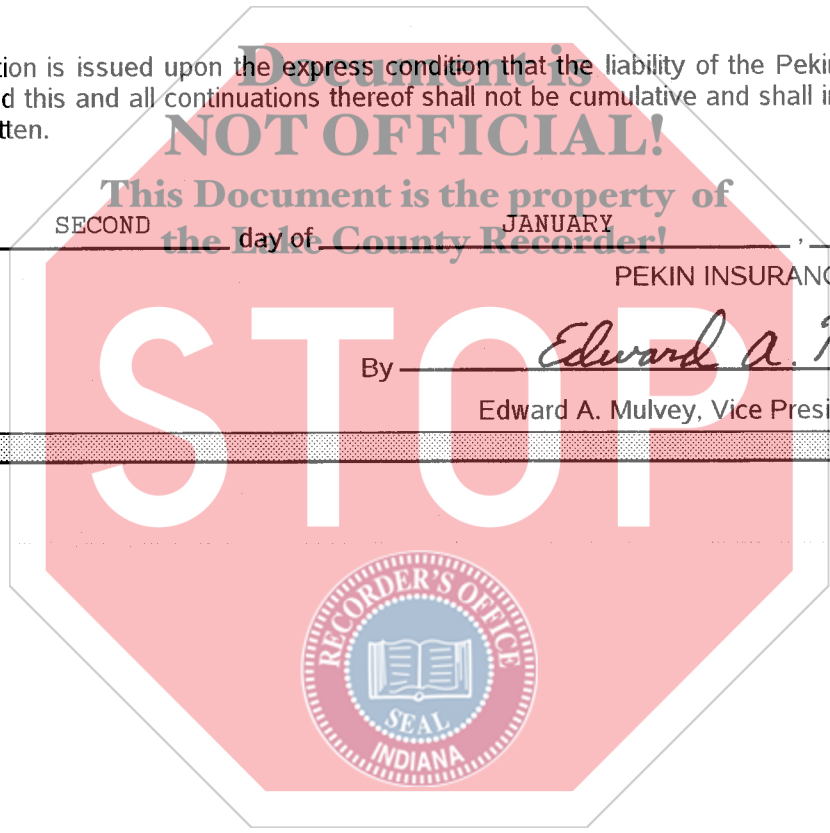 Document is
tion is issued upon the express condition that the liability of the Pekin
d this and all continuations thereof shall not be cumulative and shall in
tten.
NOT OFFICIAL!
This Document is the property of
the Lake County Recorder!
SECOND day of JANUARY ,
PEKIN INSURANC
STOP
By Edward A.
Edward A. Mulvey, Vice Presi
RECORDER'S OFFICE
SEAL
INDIANA